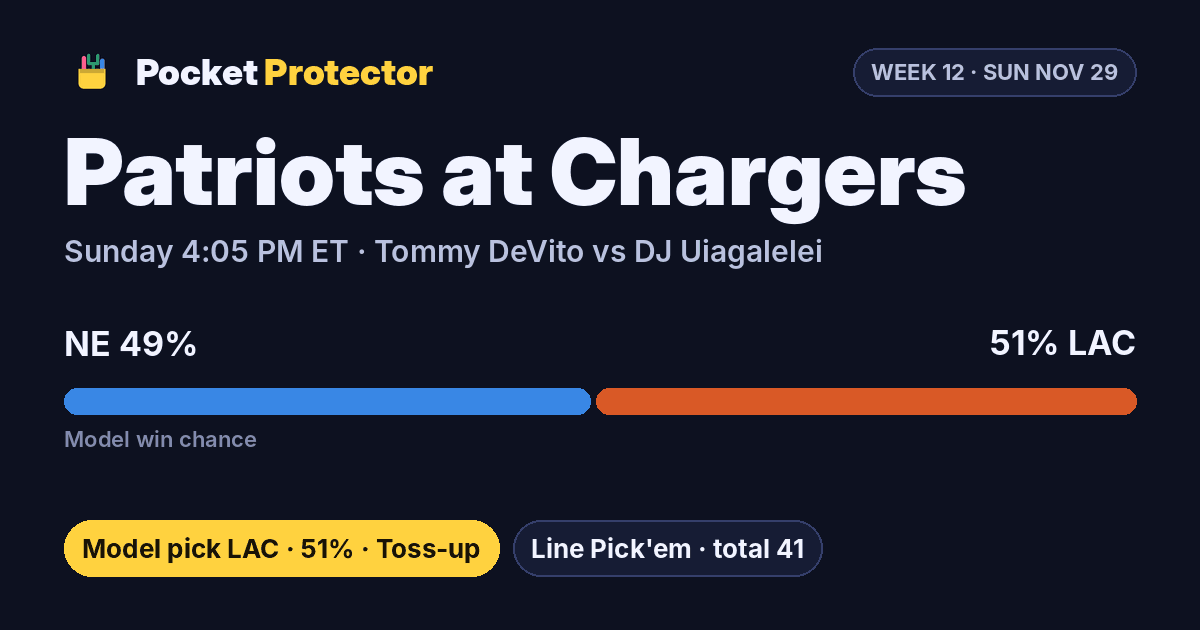 Pocket Protector
WEEK 12 · SUN NOV 29
Patriots at Chargers
Sunday 4:05 PM ET · Tommy DeVito vs DJ Uiagalelei
NE 49%
51% LAC
Model win chance
Model pick LAC · 51% · Toss-up
Line Pick'em · total 41